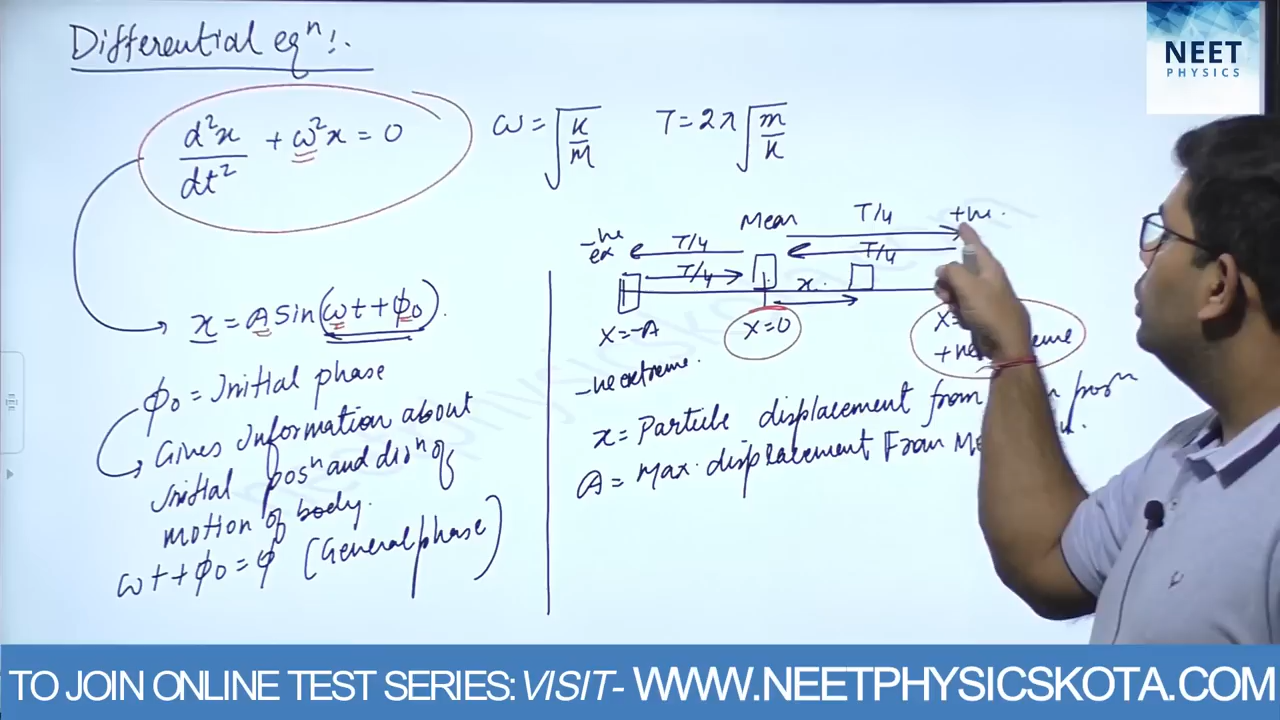 Differential eqⁿ:.
d²x/dt² + ω²x = 0
ω = √(K/M)
T = 2π√(m/K)
x = A Sin(ωt + ϕ₀).
ϕ₀ = Initial phase
Gives Information about
Initial posⁿ and dirⁿ of
motion of body.
ωt + ϕ₀ = ϕ (General phase)
Mean
T/4
+ve.
-ve
ex
T/4
T/4
T/4
x.
X=-A
X=0
X=
-ve extreme.
x = Particle displacement from posⁿ
A = Max. displacement From
NEET
PHYSICS
TO JOIN ONLINE TEST SERIES: VISIT- WWW.NEETPHYSICSKOTA.COM